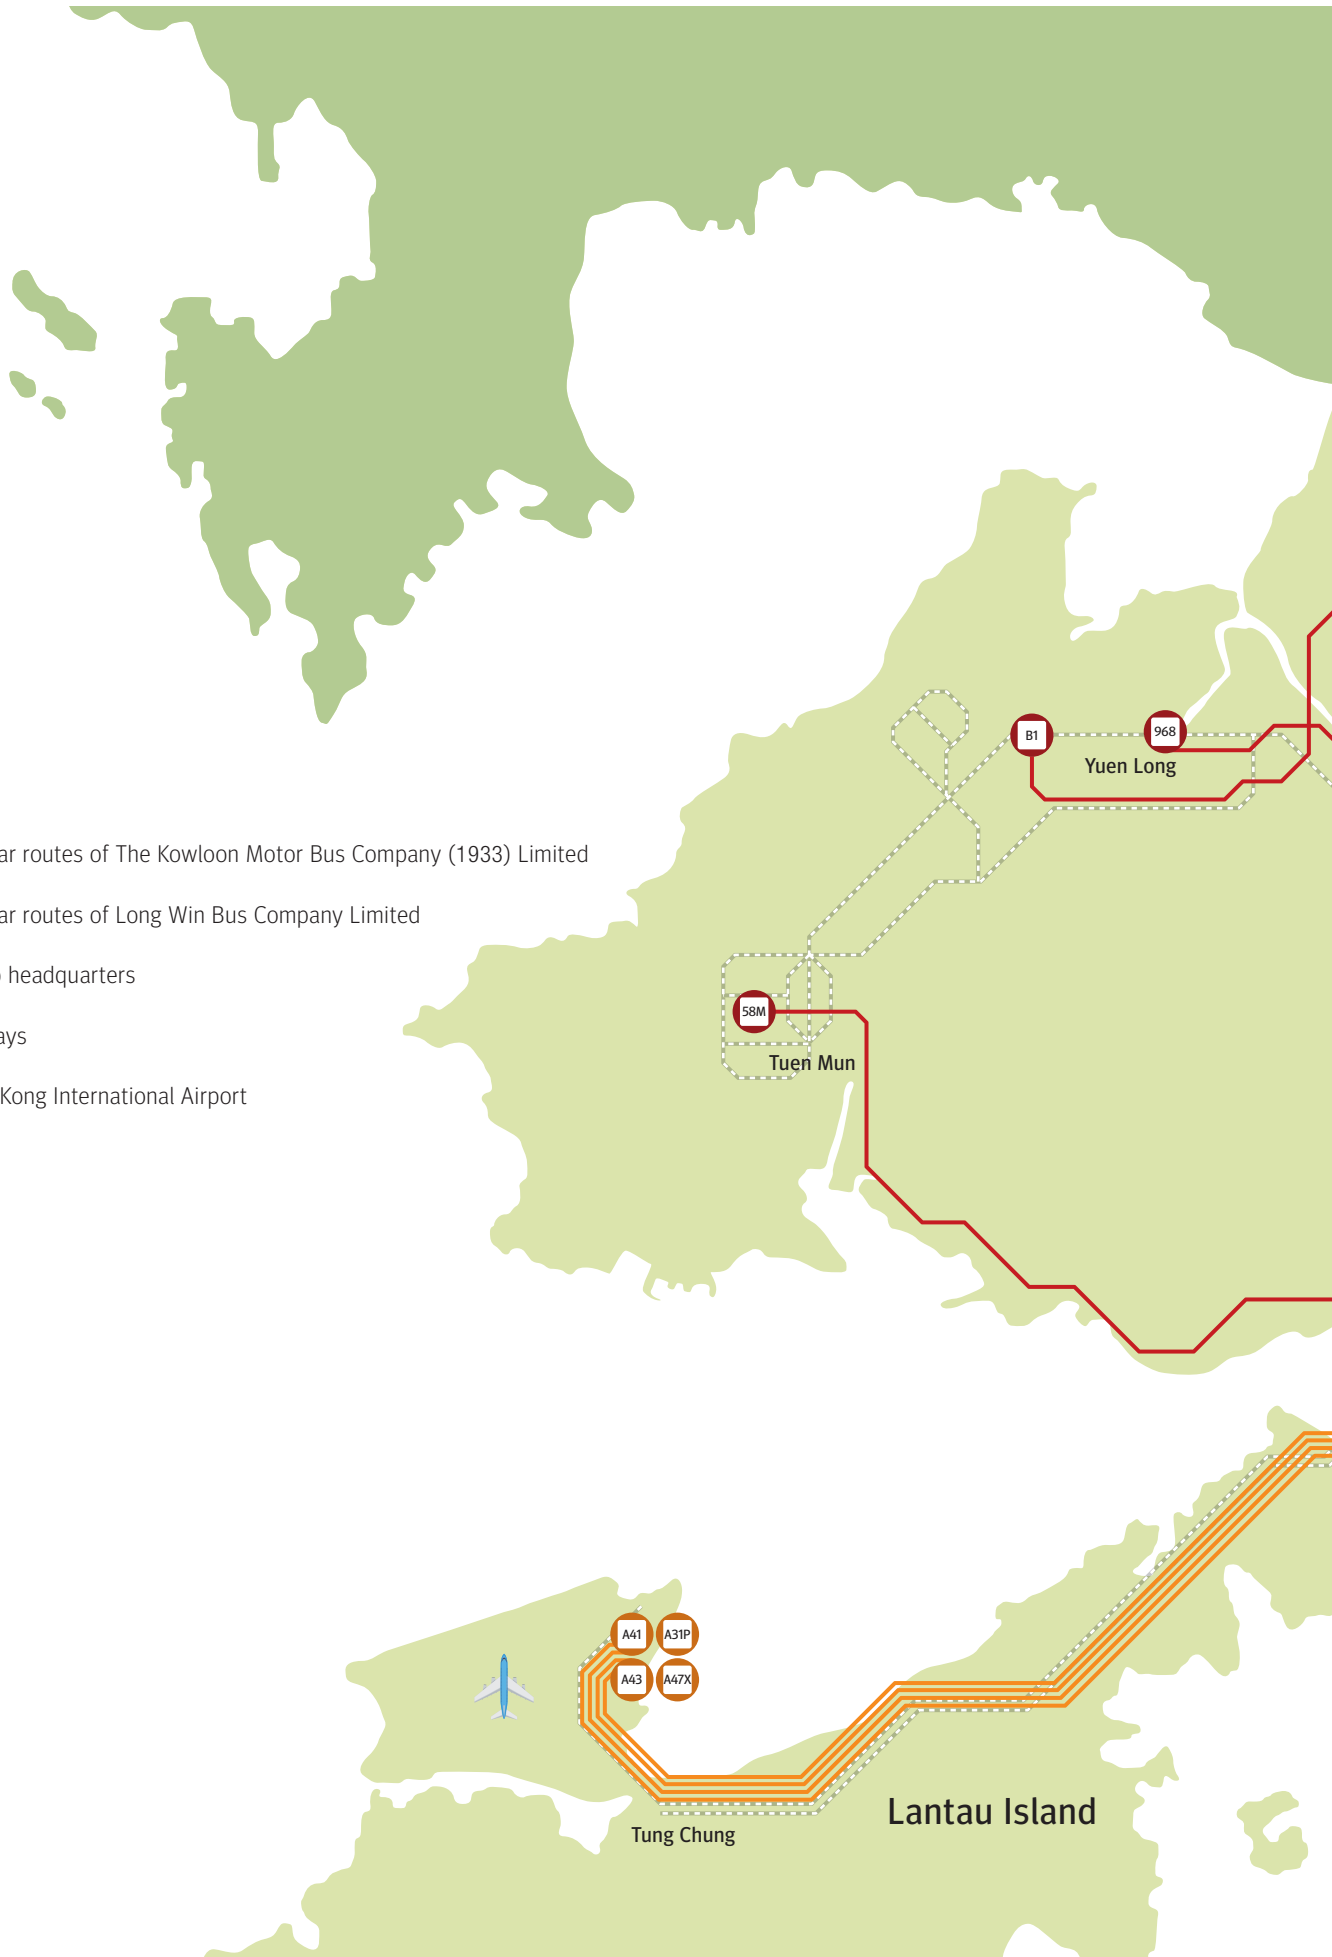 B1
968
Yuen Long
ar routes of The Kowloon Motor Bus Company (1933) Limited
ar routes of Long Win Bus Company Limited
headquarters
ays
58M
Tuen Mun
Kong International Airport
A41
A31P
A43
A47X
Lantau Island
Tung Chung